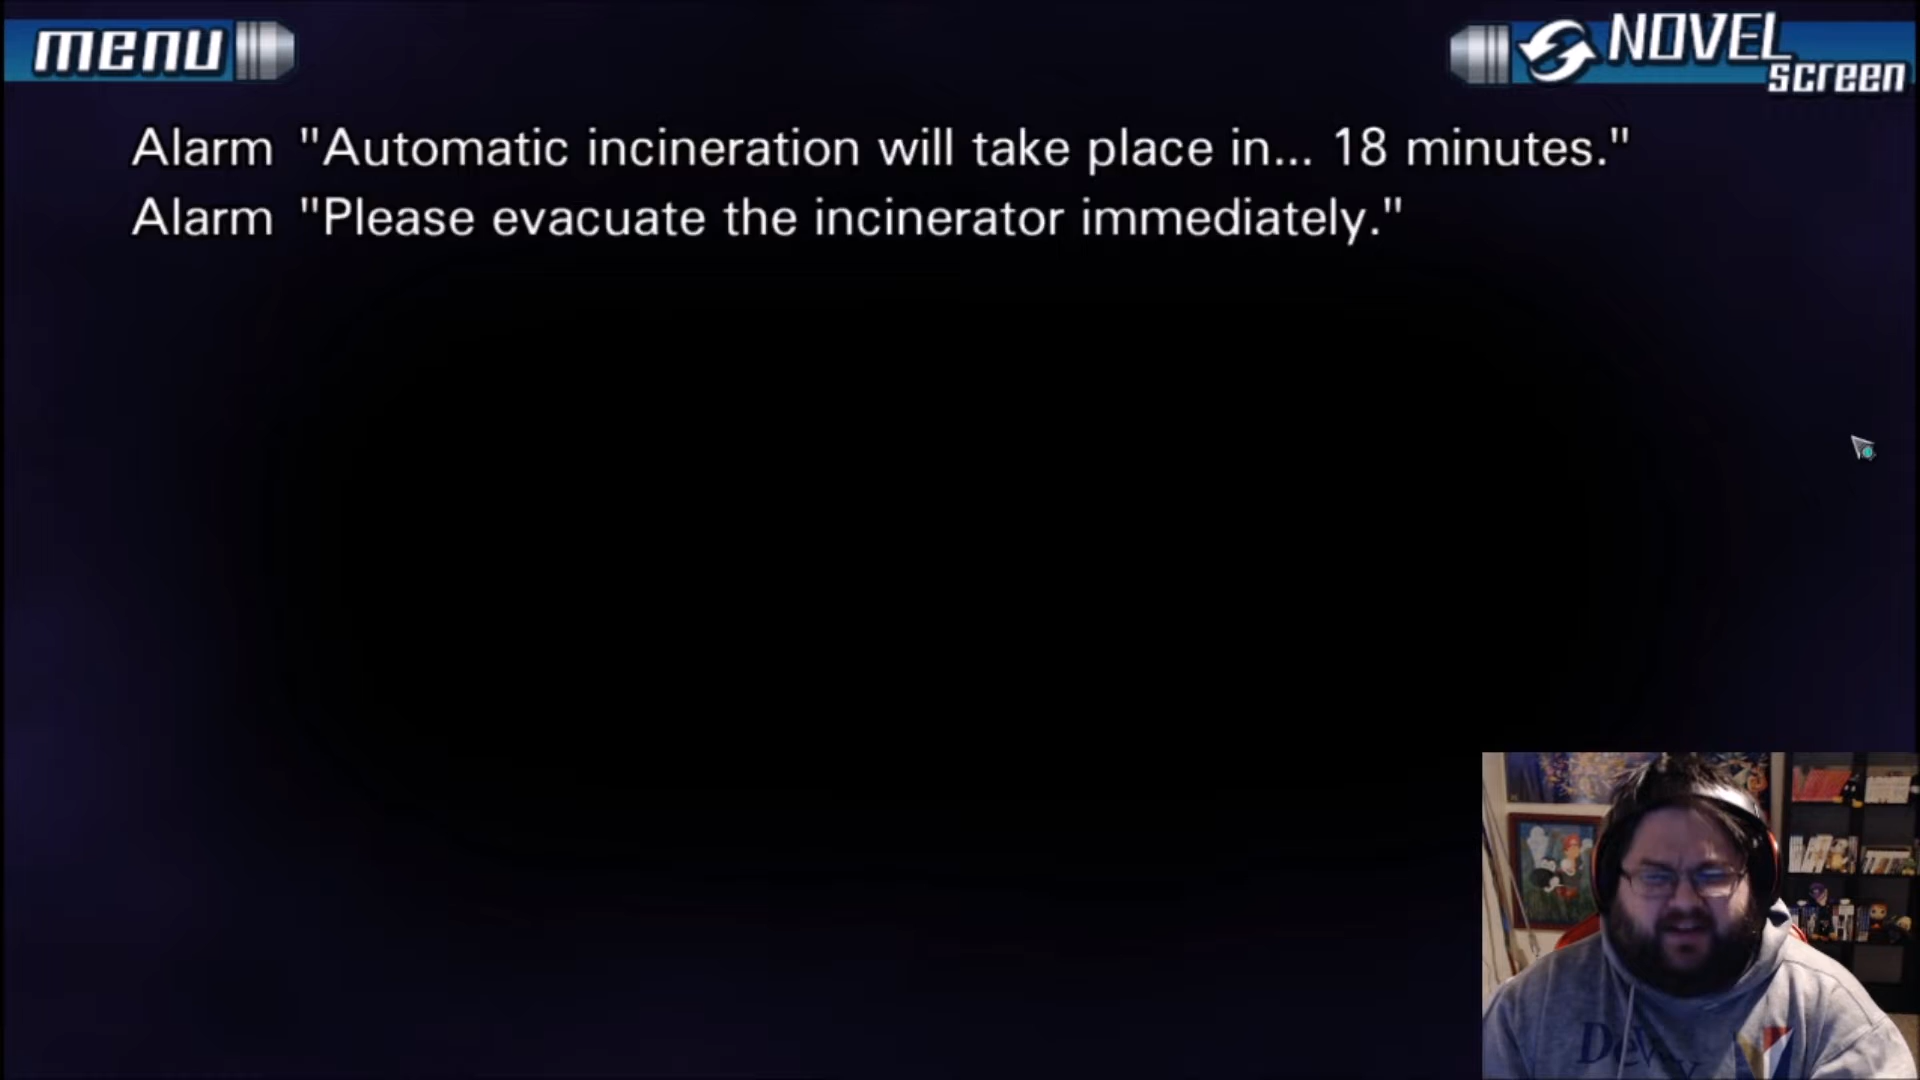 menu
NOVEL
screen
Alarm "Automatic incineration will take place in... 18 minutes."
Alarm "Please evacuate the incinerator immediately."